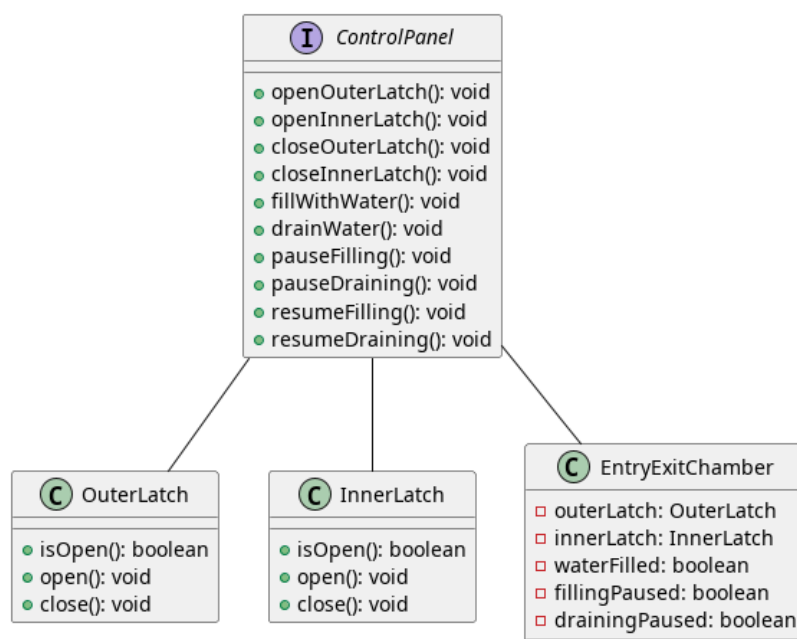 I ControlPanel
openOuterLatch(): void
openInnerLatch(): void
closeOuterLatch(): void
closeInnerLatch(): void
fillWithWater(): void
drainWater(): void
pauseFilling(): void
pauseDraining(): void
resumeFilling(): void
resumeDraining(): void
C OuterLatch
isOpen(): boolean
open(): void
close(): void
C InnerLatch
isOpen(): boolean
open(): void
close(): void
C EntryExitChamber
outerLatch: OuterLatch
innerLatch: InnerLatch
waterFilled: boolean
fillingPaused: boolean
drainingPaused: boolean